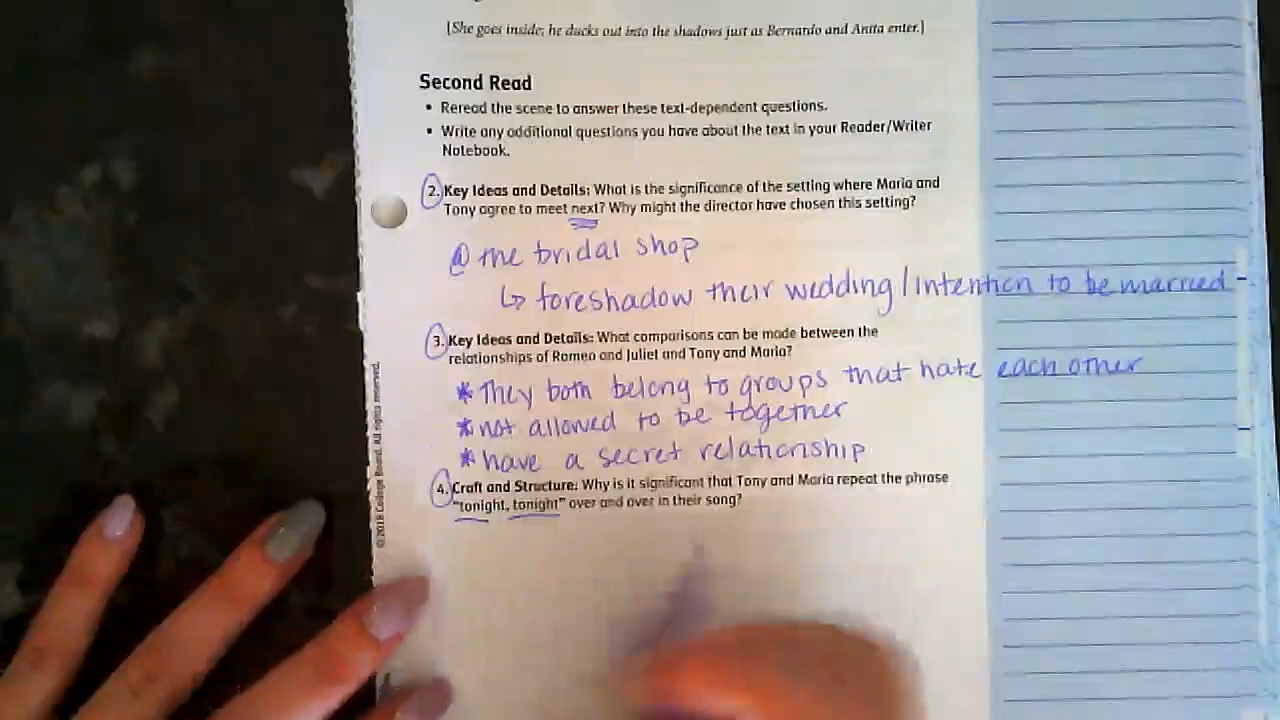 [She goes inside; he ducks out into the shadows just as Bernardo and Anita enter.]
Second Read
• Reread the scene to answer these text-dependent questions.
• Write any additional questions you have about the text in your Reader/Writer
Notebook.
2. Key Ideas and Details: What is the significance of the setting where Maria and
Tony agree to meet next? Why might the director have chosen this setting?
@ the bridal shop
↳ foreshadow their wedding/intention to be married -
3. Key Ideas and Details: What comparisons can be made between the
relationships of Romeo and Juliet and Tony and Maria?
* They both belong to groups that hate each other
* not allowed to be together
* have a secret relationship
4. Craft and Structure: Why is it significant that Tony and Maria repeat the phrase
"tonight, tonight" over and over in their song?
© 2018 College Board. All rights reserved.